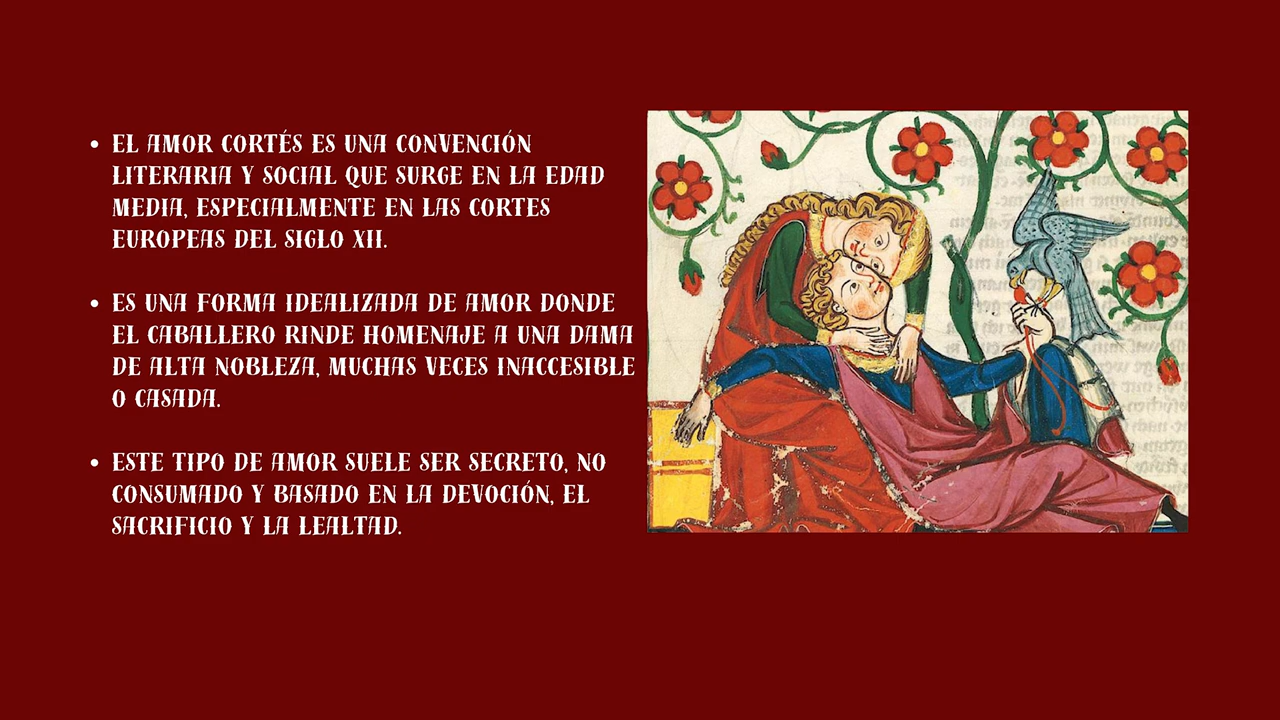 • EL AMOR CORTÉS ES UNA CONVENCIÓN
LITERARIA Y SOCIAL QUE SURGE EN LA EDAD
MEDIA, ESPECIALMENTE EN LAS CORTES
EUROPEAS DEL SIGLO XII.
• ES UNA FORMA IDEALIZADA DE AMOR DONDE
EL CABALLERO RINDE HOMENAJE A UNA DAMA
DE ALTA NOBLEZA, MUCHAS VECES INACCESIBLE
O CASADA.
• ESTE TIPO DE AMOR SUELE SER SECRETO, NO
CONSUMADO Y BASADO EN LA DEVOCIÓN, EL
SACRIFICIO Y LA LEALTAD.